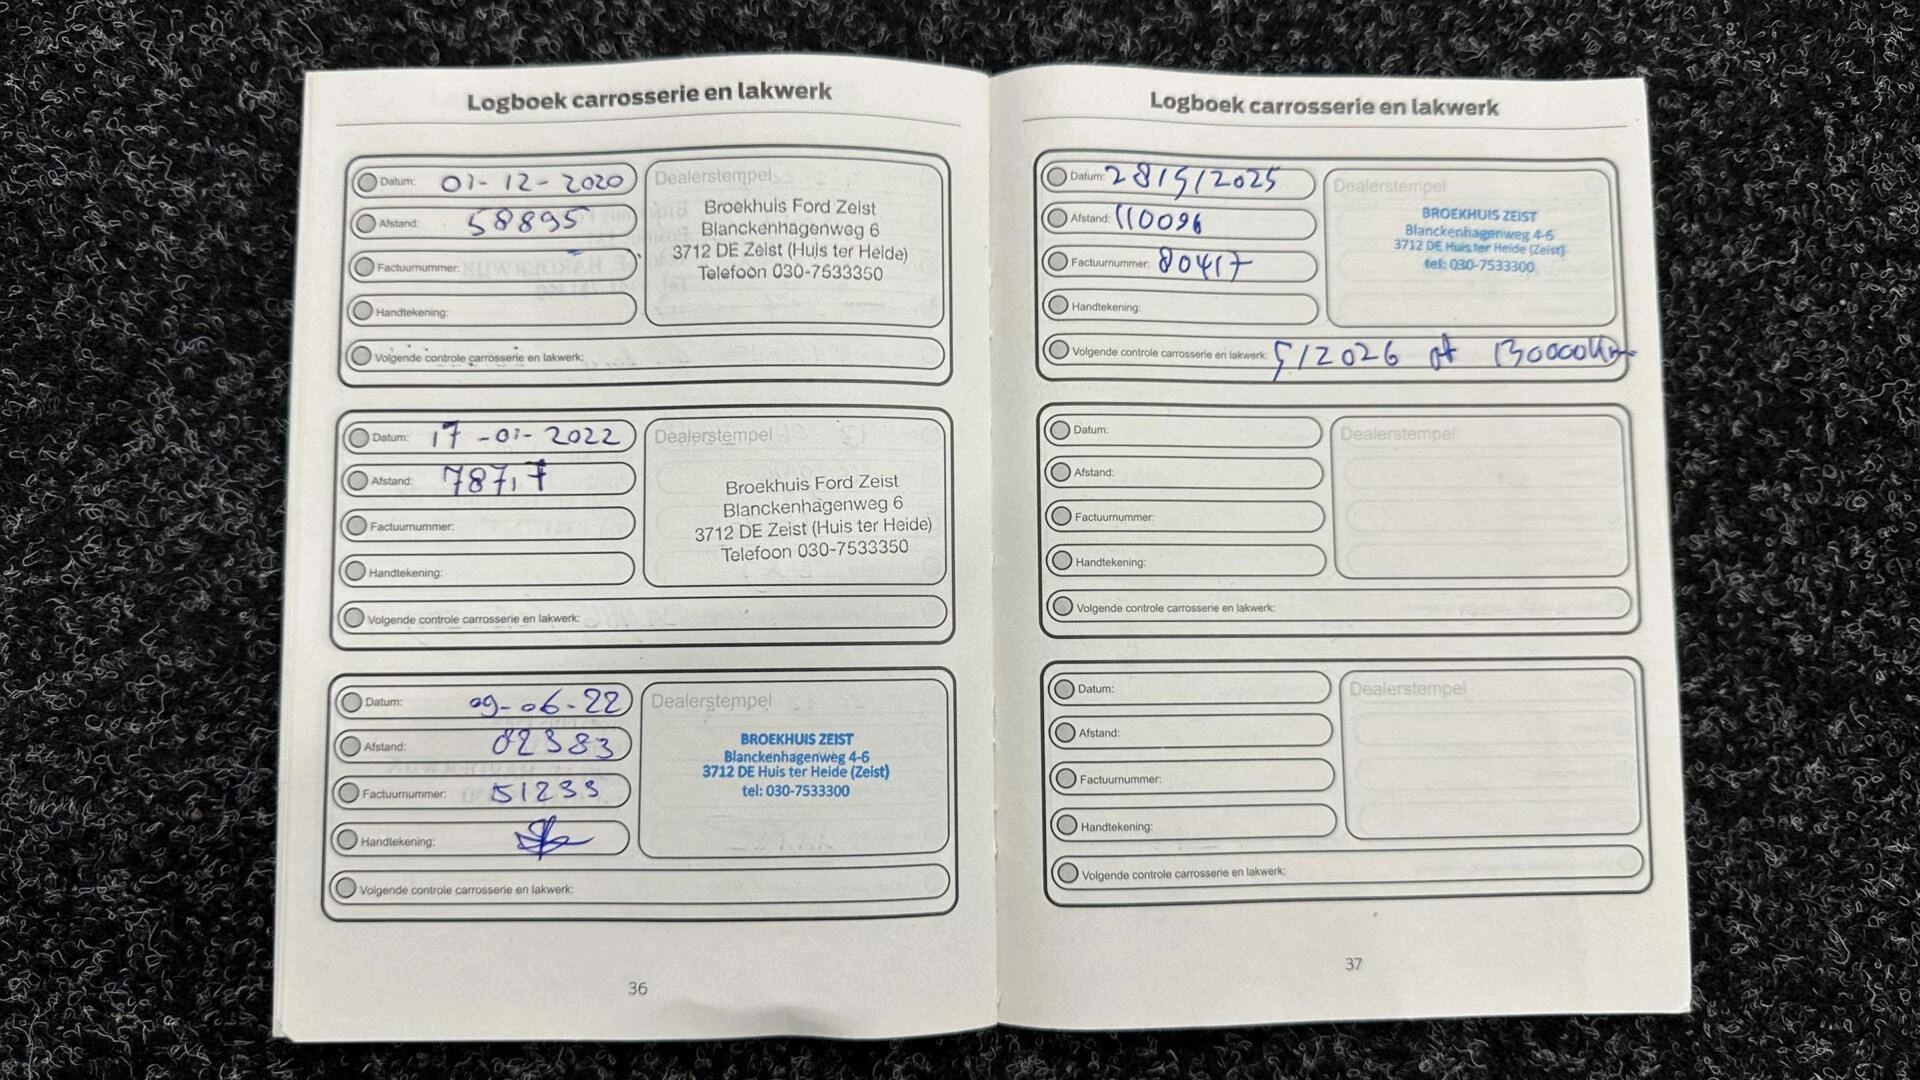 Logboek carrosserie en lakwerk
Datum: 01-12-2020
Afstand: 58895
Factuurnummer:
Handtekening:
Volgende controle carrosserie en lakwerk:
Dealerstempel
Broekhuis Ford Zeist
Blanckenhagenweg 6
3712 DE Zeist (Huis ter Heide)
Telefoon 030-7533350
Datum: 17-01-2022
Afstand:
Factuurnummer:
Handtekening:
Volgende controle carrosserie en lakwerk:
Dealerstempel
Broekhuis Ford Zeist
Blanckenhagenweg 6
3712 DE Zeist (Huis ter Heide)
Telefoon 030-7533350
Datum: 09-06-22
Afstand: 82383
Factuurnummer: 51233
Handtekening:
Volgende controle carrosserie en lakwerk:
Dealerstempel
BROEKHUIS ZEIST
Blanckenhagenweg 4-6
3712 DE Huis ter Heide (Zeist)
tel: 030-7533300
36
Logboek carrosserie en lakwerk
Datum: 28/5/2025
Afstand: 110096
Factuurnummer: 80417
Handtekening:
Volgende controle carrosserie en lakwerk: 5/2026 of 130000km
Dealerstempel
BROEKHUIS ZEIST
Blanckenhagenweg 4-6
3712 DE Huis ter Heide (Zeist)
tel: 030-7533300
Datum:
Afstand:
Factuurnummer:
Handtekening:
Volgende controle carrosserie en lakwerk:
Dealerstempel
Datum:
Afstand:
Factuurnummer:
Handtekening:
Volgende controle carrosserie en lakwerk:
Dealerstempel
37